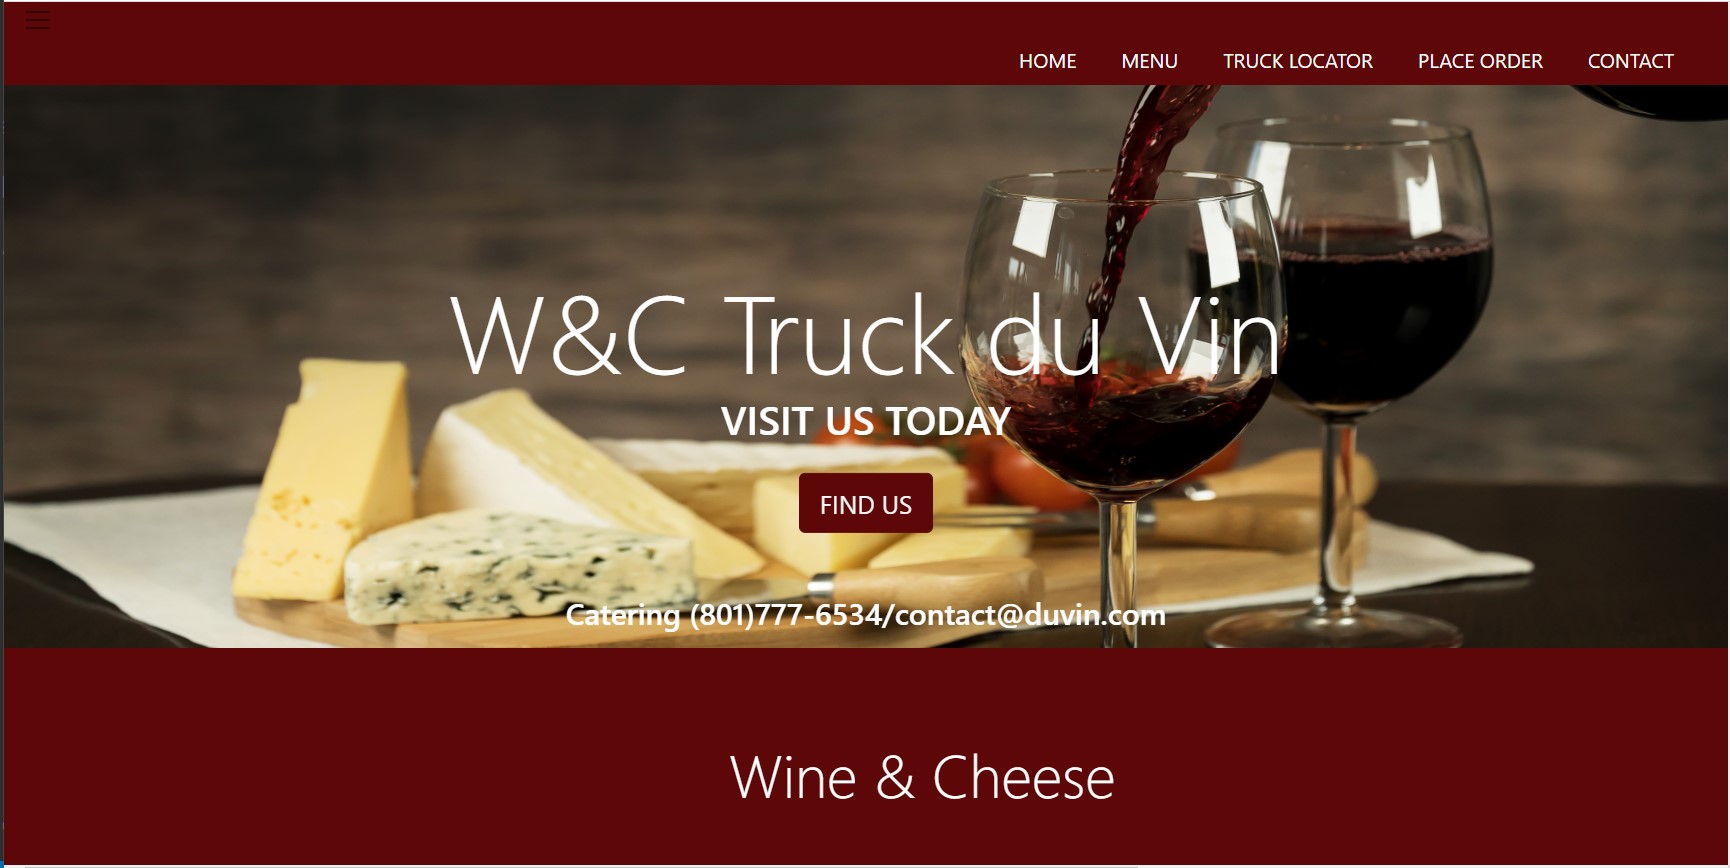 HOME MENU TRUCK LOCATOR PLACE ORDER CONTACT
W&C Truck du Vin
VISIT US TODAY
FIND US
Catering (801)777-6534/contact@duvin.com
Wine & Cheese